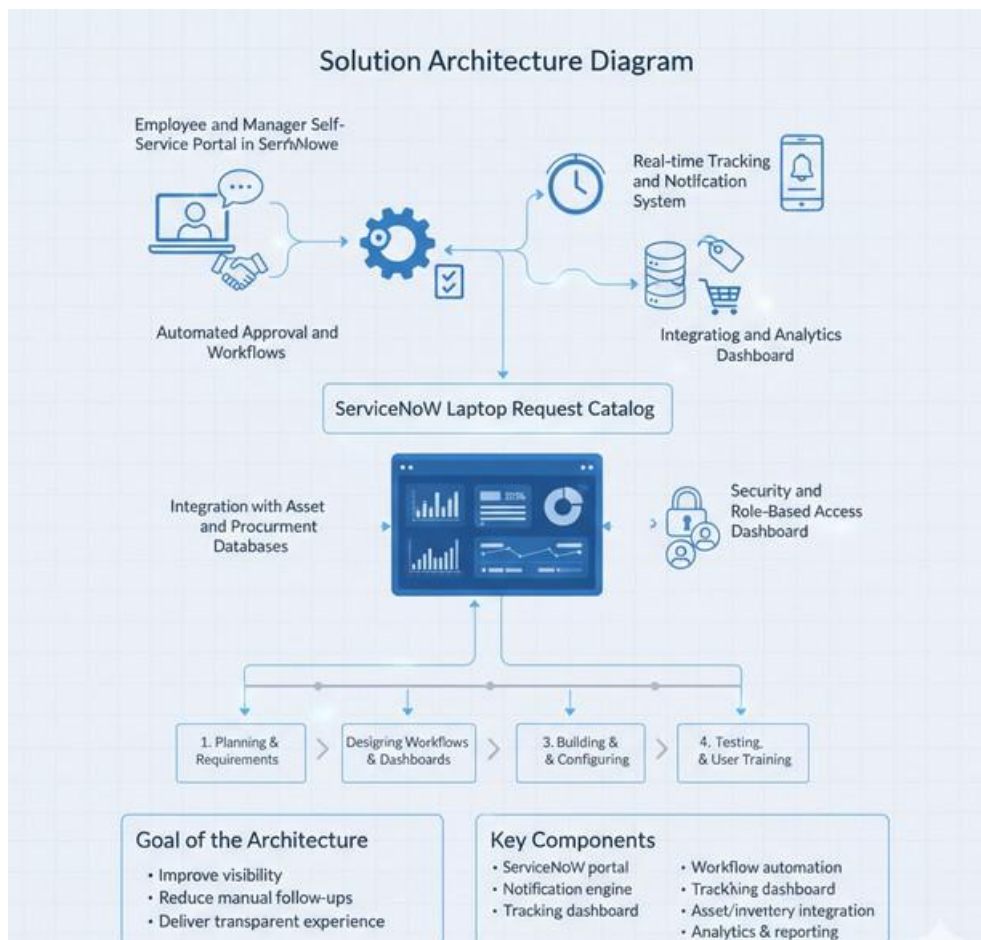 Solution Architecture Diagram
Employee and Manager Self-
Service Portal in
Real-time Tracking
and Notification
System
Automated Approval and
Workflows
Integratiog and Analytics
Dashboard
ServiceNoW Laptop Request Catalog
Integration with Asset
and Procurment
Databases
Security and
Role-Based Access
Dashboard
1. Planning &
Requirements
Designing Workflows
& Dashboards
3. Building &
& Configuring
4. Testing,
& User Training
Goal of the Architecture
• Improve visibility
• Reduce manual follow-ups
• Deliver transparent experience
Key Components
• ServiceNoW portal
• Notification engine
• Tracking dashboard
• Workflow automation
• Tracking dashboard
• Asset/inventory integration
• Analytics & reporting